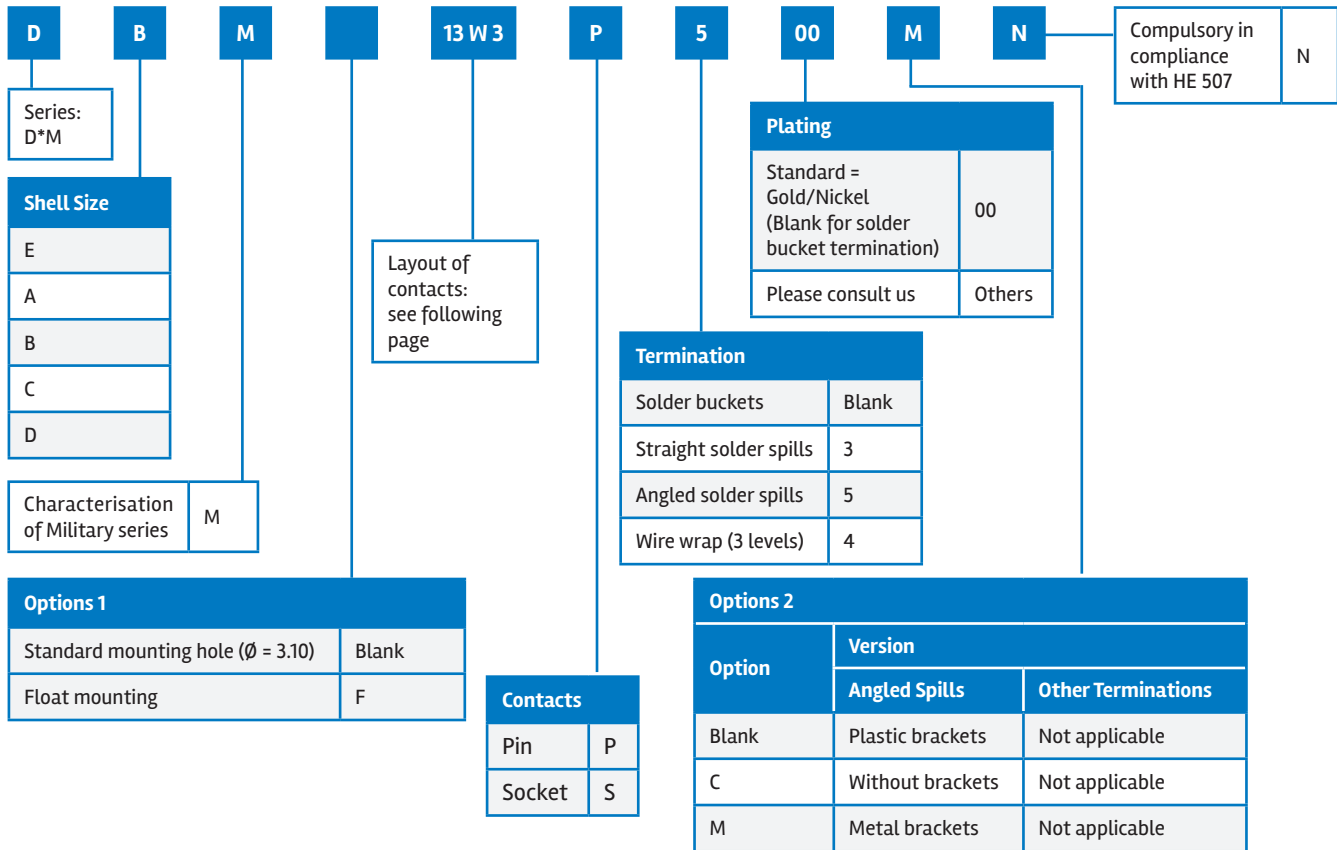 D B M 13 W 3 P 5 00 M N
Compulsory in
compliance
with HE 507
N
Series:
D*M
Shell Size
E
A
B
C
D
Characterisation
of Military series
M
Options 1
Standard mounting hole (Ø = 3.10) Blank
Float mounting F
Layout of
contacts:
see following
page
Contacts
Pin P
Socket S
Termination
Solder buckets Blank
Straight solder spills 3
Angled solder spills 5
Wire wrap (3 levels) 4
Plating
Standard =
Gold/Nickel
(Blank for solder
bucket termination)
00
Please consult us Others
Options 2
Option
Version
Angled Spills Other Terminations
Blank Plastic brackets Not applicable
C Without brackets Not applicable
M Metal brackets Not applicable